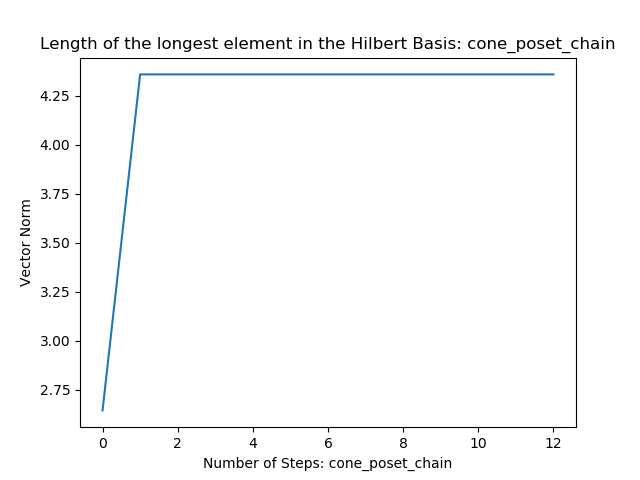 Length of the longest element in the Hilbert Basis: cone_poset_chain
Vector Norm
4.25
4.00
3.75
3.50
3.25
3.00
2.75
0 2 4 6 8 10 12
Number of Steps: cone_poset_chain